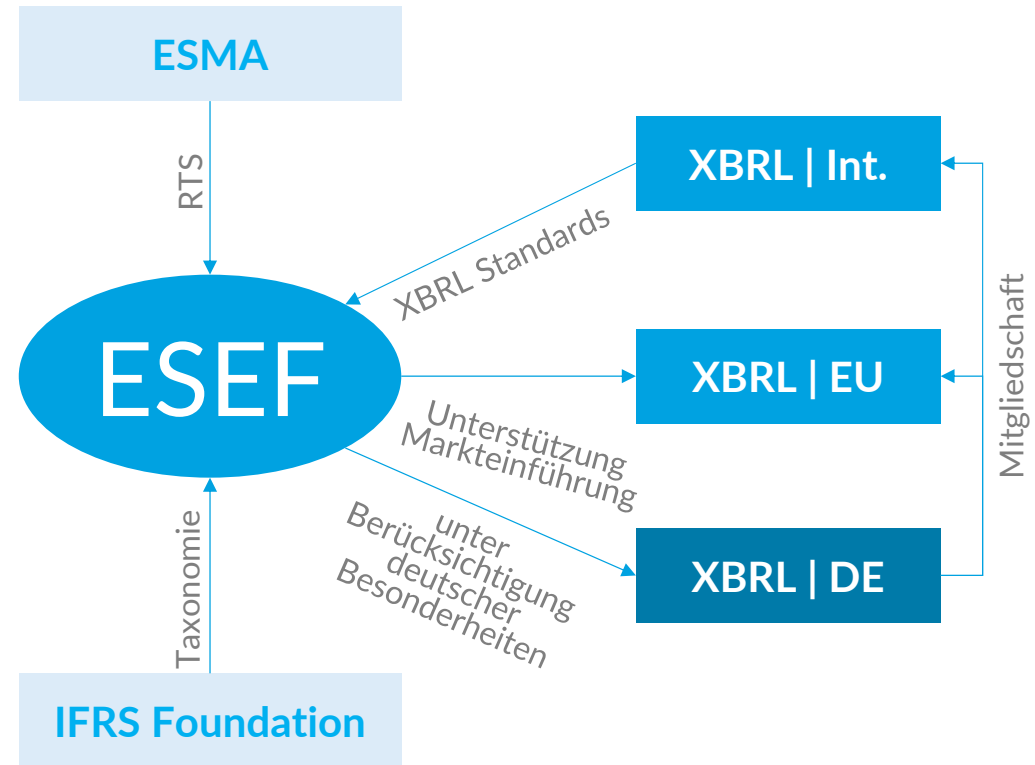 ESMA
RTS
XBRL | Int.
XBRL Standards
ESEF
XBRL | EU
Mitgliedschaft
Unterstützung
Markteinführung
unter
Berücksichtigung
deutscher
Besonderheiten
XBRL | DE
Taxonomie
IFRS Foundation